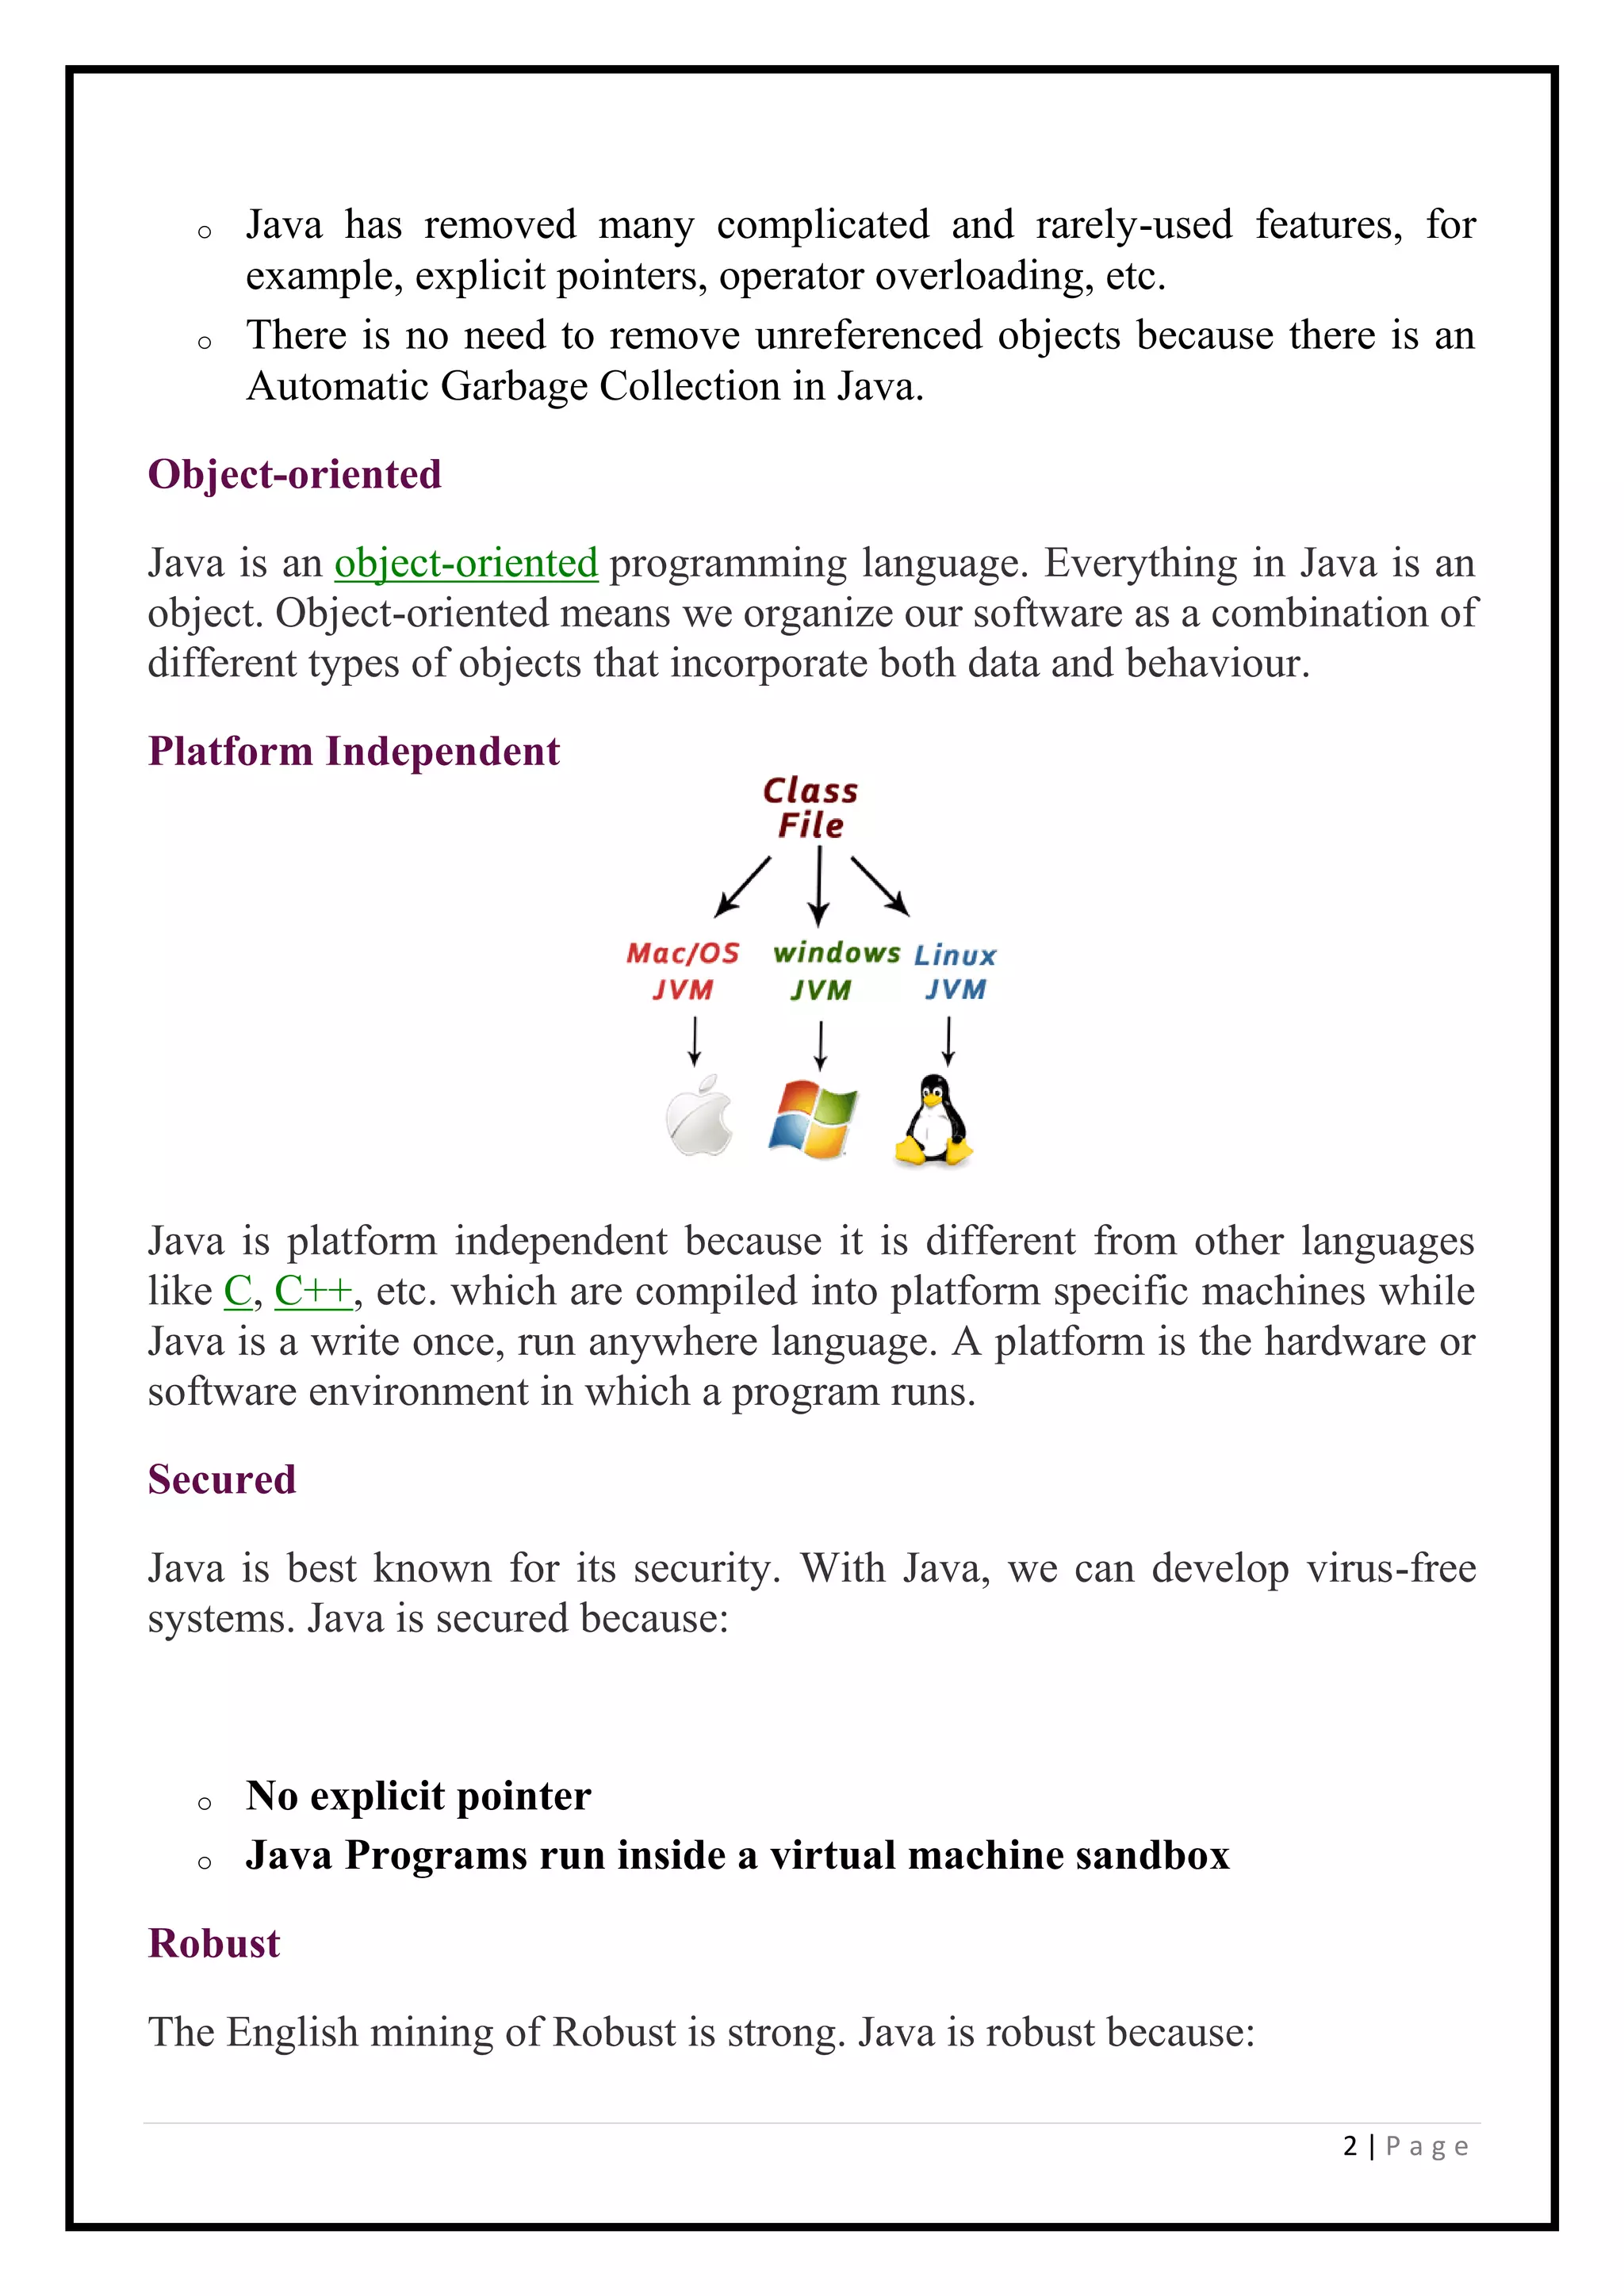 o Java has removed many complicated and rarely-used features, for
example, explicit pointers, operator overloading, etc.
o There is no need to remove unreferenced objects because there is an
Automatic Garbage Collection in Java.
Object-oriented
Java is an object-oriented programming language. Everything in Java is an
object. Object-oriented means we organize our software as a combination of
different types of objects that incorporate both data and behaviour.
Platform Independent
Class
File
Mac/OS windows Linux
JVM JVM JVM
Java is platform independent because it is different from other languages
like C, C++, etc. which are compiled into platform specific machines while
Java is a write once, run anywhere language. A platform is the hardware or
software environment in which a program runs.
Secured
Java is best known for its security. With Java, we can develop virus-free
systems. Java is secured because:
o No explicit pointer
o Java Programs run inside a virtual machine sandbox
Robust
The English mining of Robust is strong. Java is robust because:
2 | P a g e